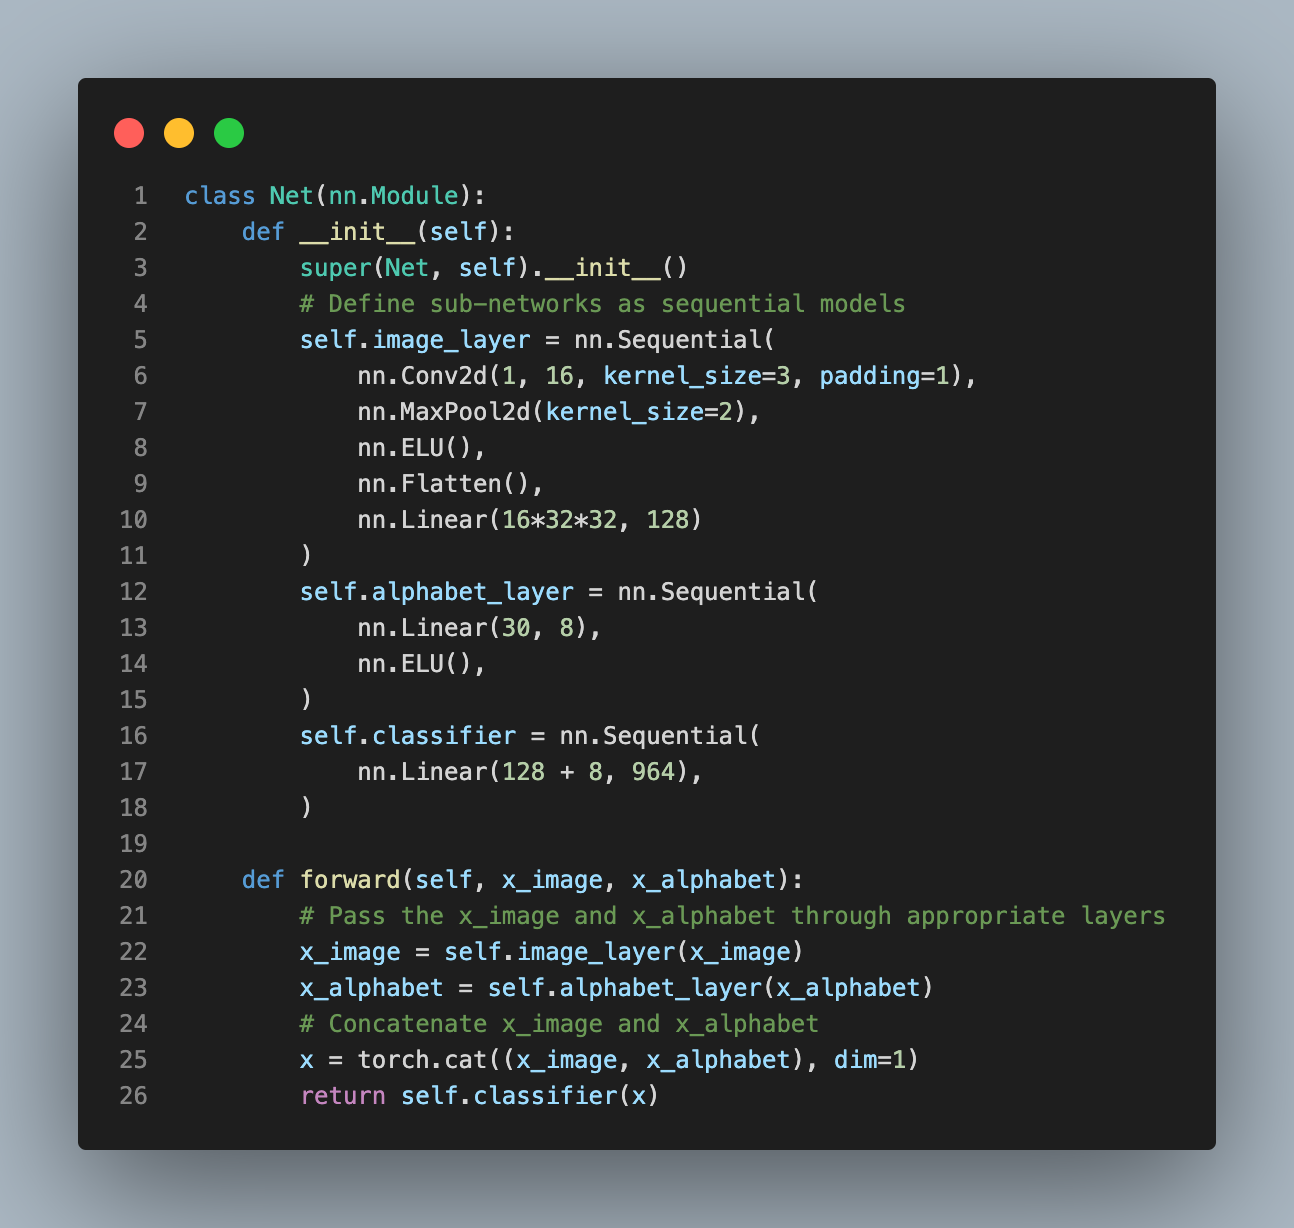 1 class Net(nn.Module):
2     def __init__(self):
3         super(Net, self).__init__()
4         # Define sub-networks as sequential models
5         self.image_layer = nn.Sequential(
6             nn.Conv2d(1, 16, kernel_size=3, padding=1),
7             nn.MaxPool2d(kernel_size=2),
8             nn.ELU(),
9             nn.Flatten(),
10             nn.Linear(16*32*32, 128)
11         )
12         self.alphabet_layer = nn.Sequential(
13             nn.Linear(30, 8),
14             nn.ELU(),
15         )
16         self.classifier = nn.Sequential(
17             nn.Linear(128 + 8, 964),
18         )
19
20     def forward(self, x_image, x_alphabet):
21         # Pass the x_image and x_alphabet through appropriate layers
22         x_image = self.image_layer(x_image)
23         x_alphabet = self.alphabet_layer(x_alphabet)
24         # Concatenate x_image and x_alphabet
25         x = torch.cat((x_image, x_alphabet), dim=1)
26         return self.classifier(x)